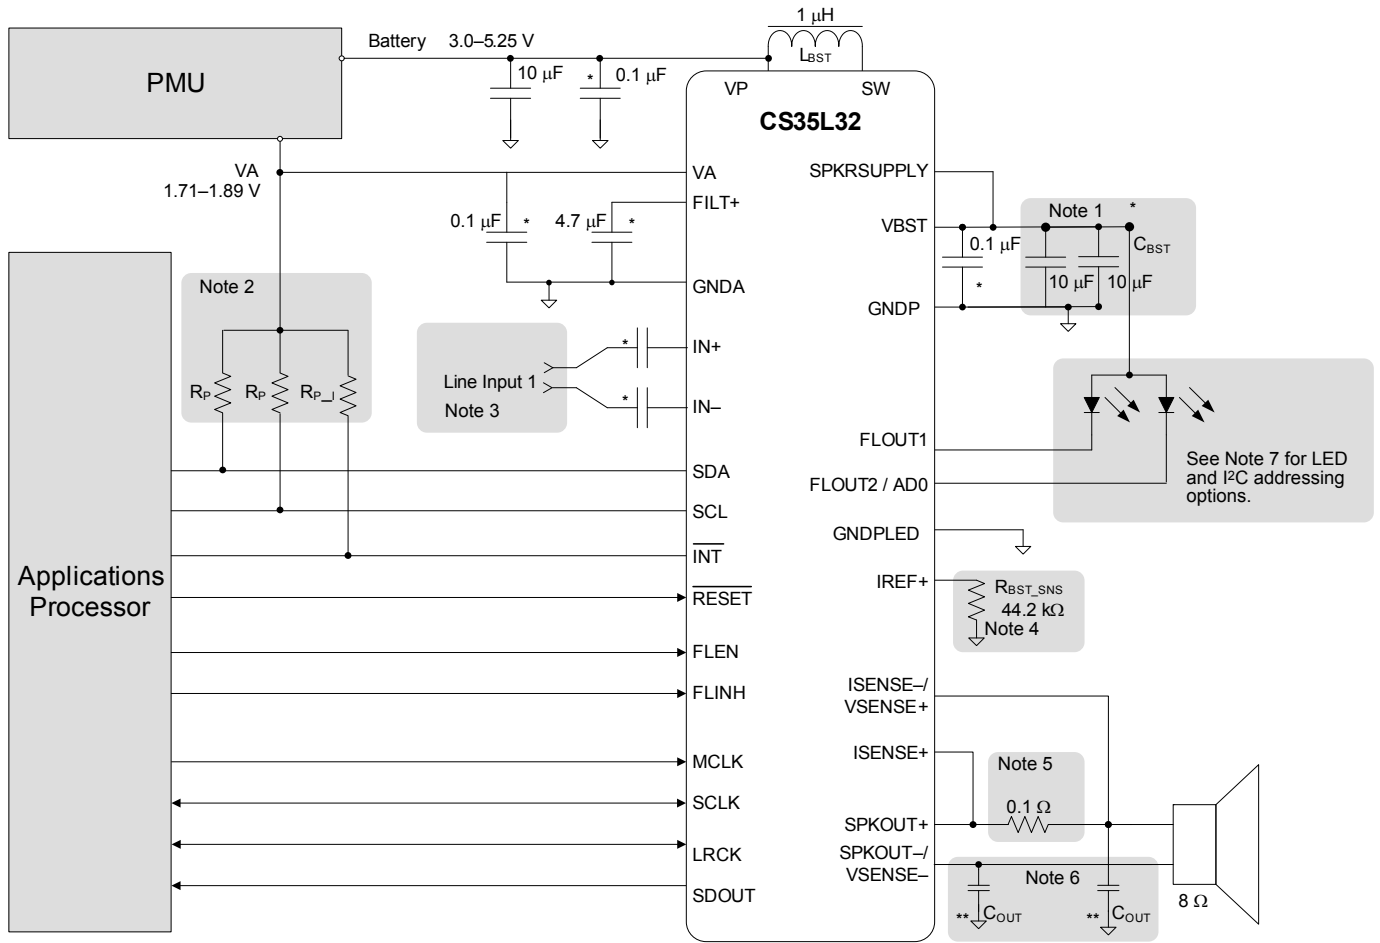 1 μH
LBST
Battery 3.0–5.25 V
PMU
10 μF
* 0.1 μF
VP
SW
CS35L32
VA
1.71–1.89 V
VA
FILT+
0.1 μF *
4.7 μF *
GNDA
SPKRSUPPLY
VBST
0.1 μF
*
Note 1
*
CBST
10 μF
10 μF
GNDP
Note 2
RP
RP
RP_I
Line Input 1
Note 3
*
*
IN+
IN–
FLOUT1
FLOUT2 / AD0
See Note 7 for LED
and I2C addressing
options.
SDA
SCL
INT
RESET
GNDPLED
IREF+
RBST_SNS
44.2 kΩ
Note 4
Applications
Processor
FLEN
FLINH
ISENSE–/
VSENSE+
ISENSE+
Note 5
0.1 Ω
MCLK
SCLK
LRCK
SDOUT
SPKOUT+
SPKOUT–/
VSENSE–
Note 6
** COUT
** COUT
8 Ω